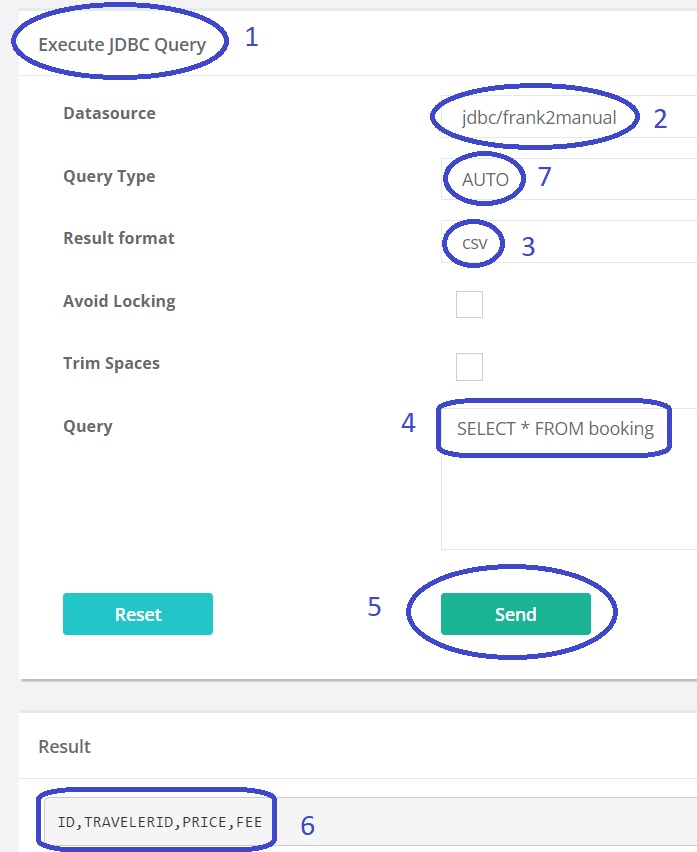 Execute JDBC Query 1
Datasource jdbc/frank2manual 2
Query Type AUTO 7
Result format csv 3
Avoid Locking
Trim Spaces
Query 4 SELECT * FROM booking
Reset 5 Send
Result
ID,TRAVELERID,PRICE,FEE 6